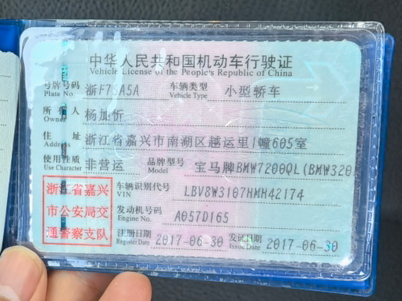 中华人民共和国机动车行驶证
Vehicle License of the People's Republic of China
号牌号码 浙F73A5A 车辆类型 小型轿车
Plate No. Vehicle Type
所有人 杨加忻
Owner
住址 浙江省嘉兴市南湖区越运里1幢605室
Address
使用性质 非营运 品牌型号 宝马牌BMW7200QL(BMW320
Use Character Model
浙江省嘉兴
市公安局交
通警察支队
车辆识别代号 LBV8W3107HMH42174
VIN
发动机号码 A057D165
Engine No.
注册日期 2017-06-30 发证日期 2017-06-30
Register Date Issue Date